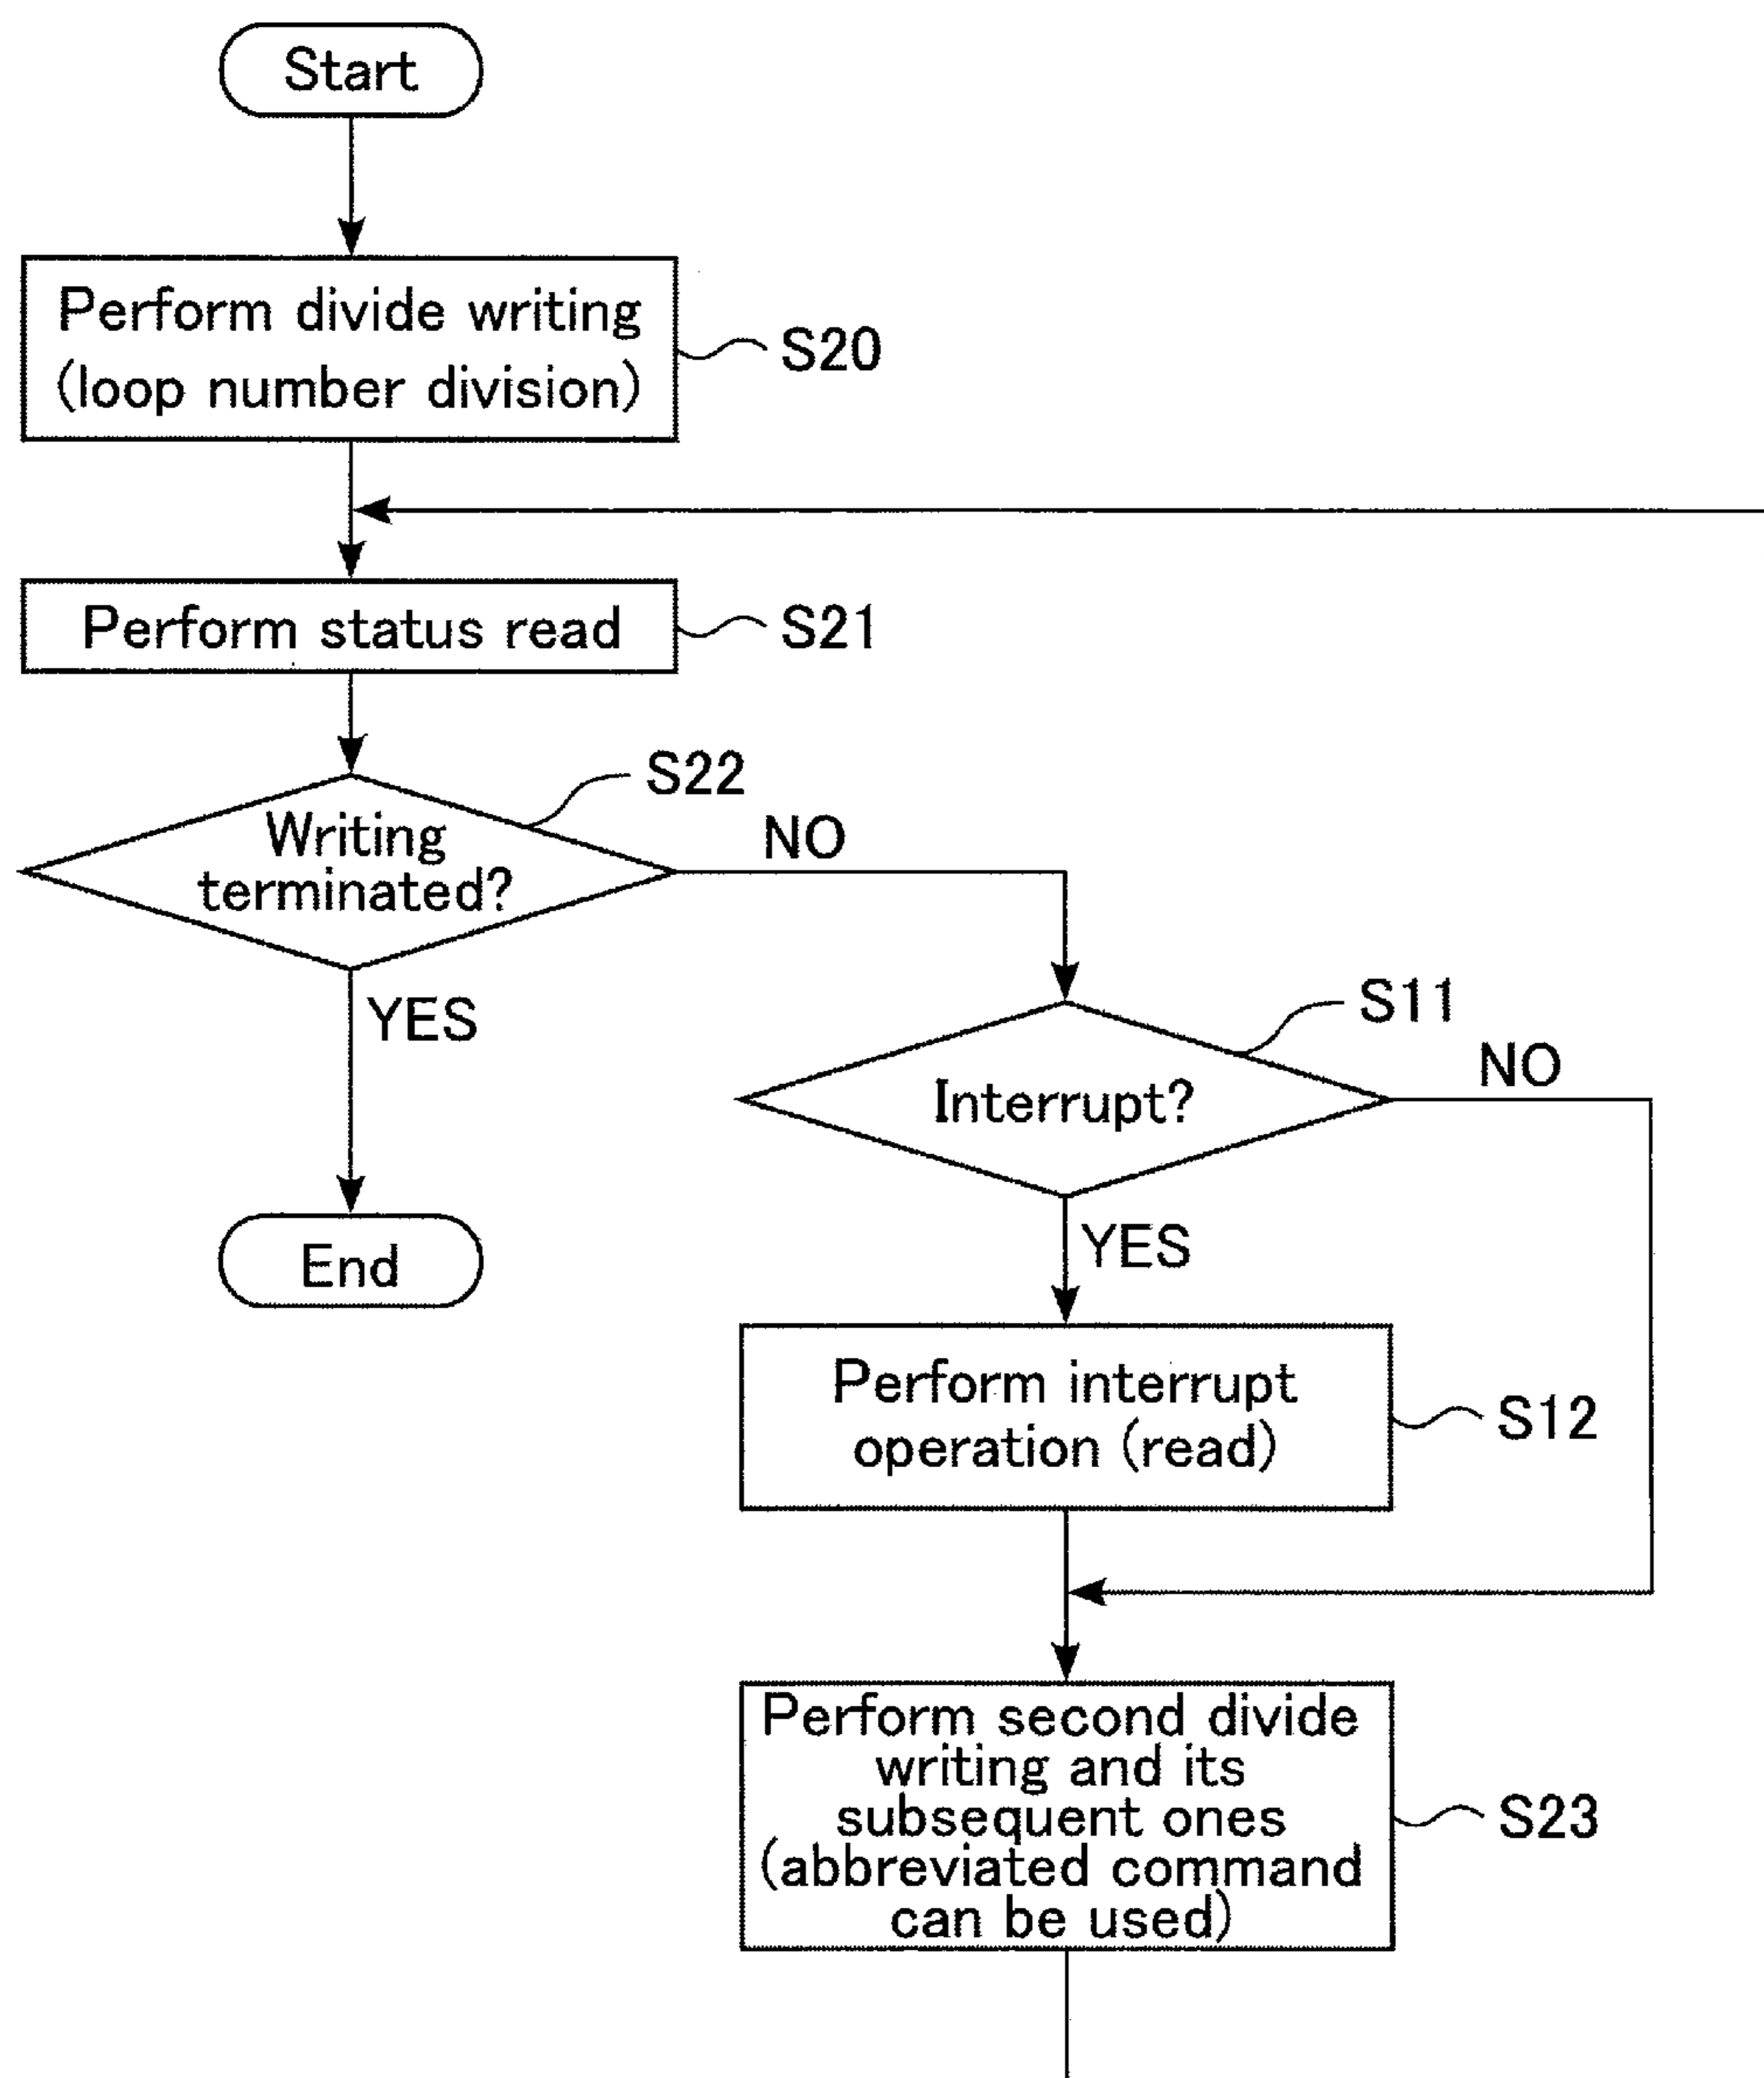 Start
Perform divide writing
(loop number division)
S20
Perform status read
S21
S22
Writing
terminated?
NO
YES
End
S11
Interrupt?
NO
YES
Perform interrupt
operation (read)
S12
Perform second divide
writing and its
subsequent ones
(abbreviated command
can be used)
S23